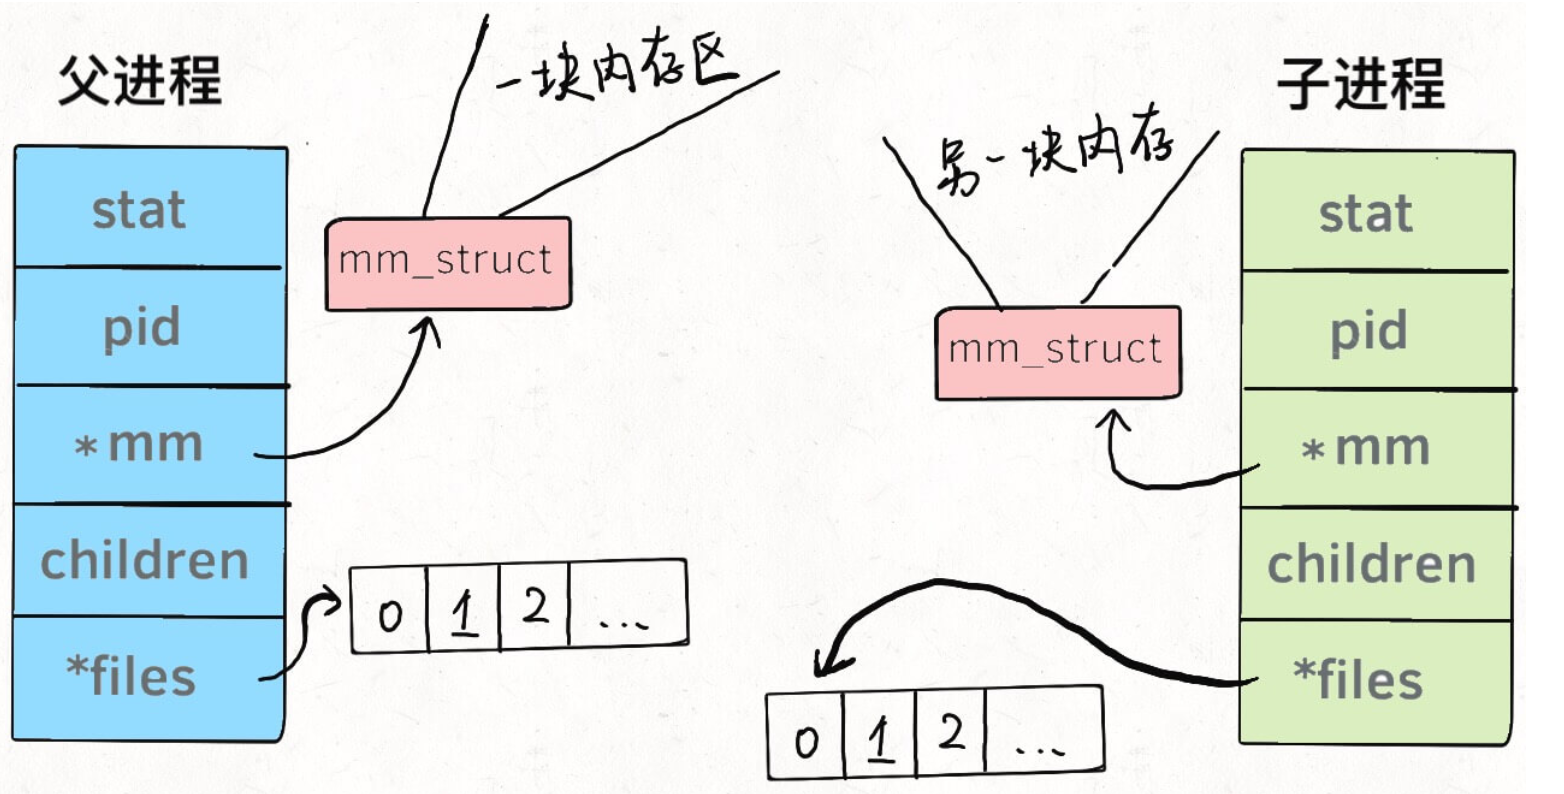 父进程
stat
pid
*mm
children
*files
一块内存区
mm_struct
0 1 2 ...
另一块内存
mm_struct
0 1 2 ...
子进程
stat
pid
*mm
children
*files